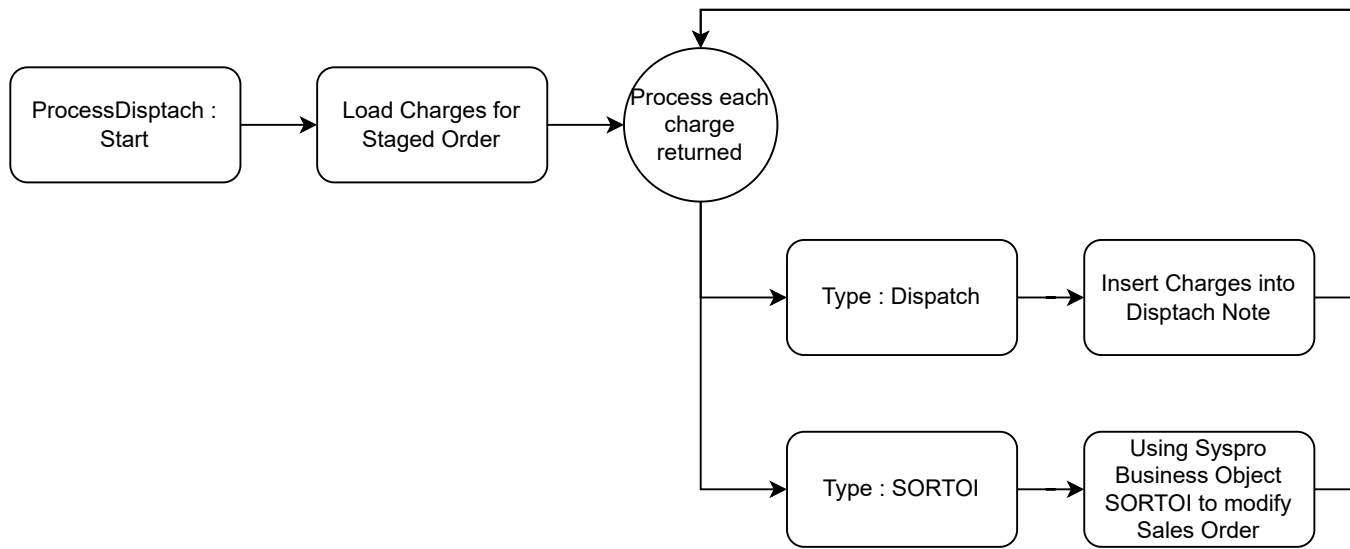 ProcessDisptach :
Start
Load Charges for
Staged Order
Process each
charge
returned
Type : Dispatch
Insert Charges into
Disptach Note
Type : SORTOI
Using Syspro
Business Object
SORTOI to modify
Sales Order